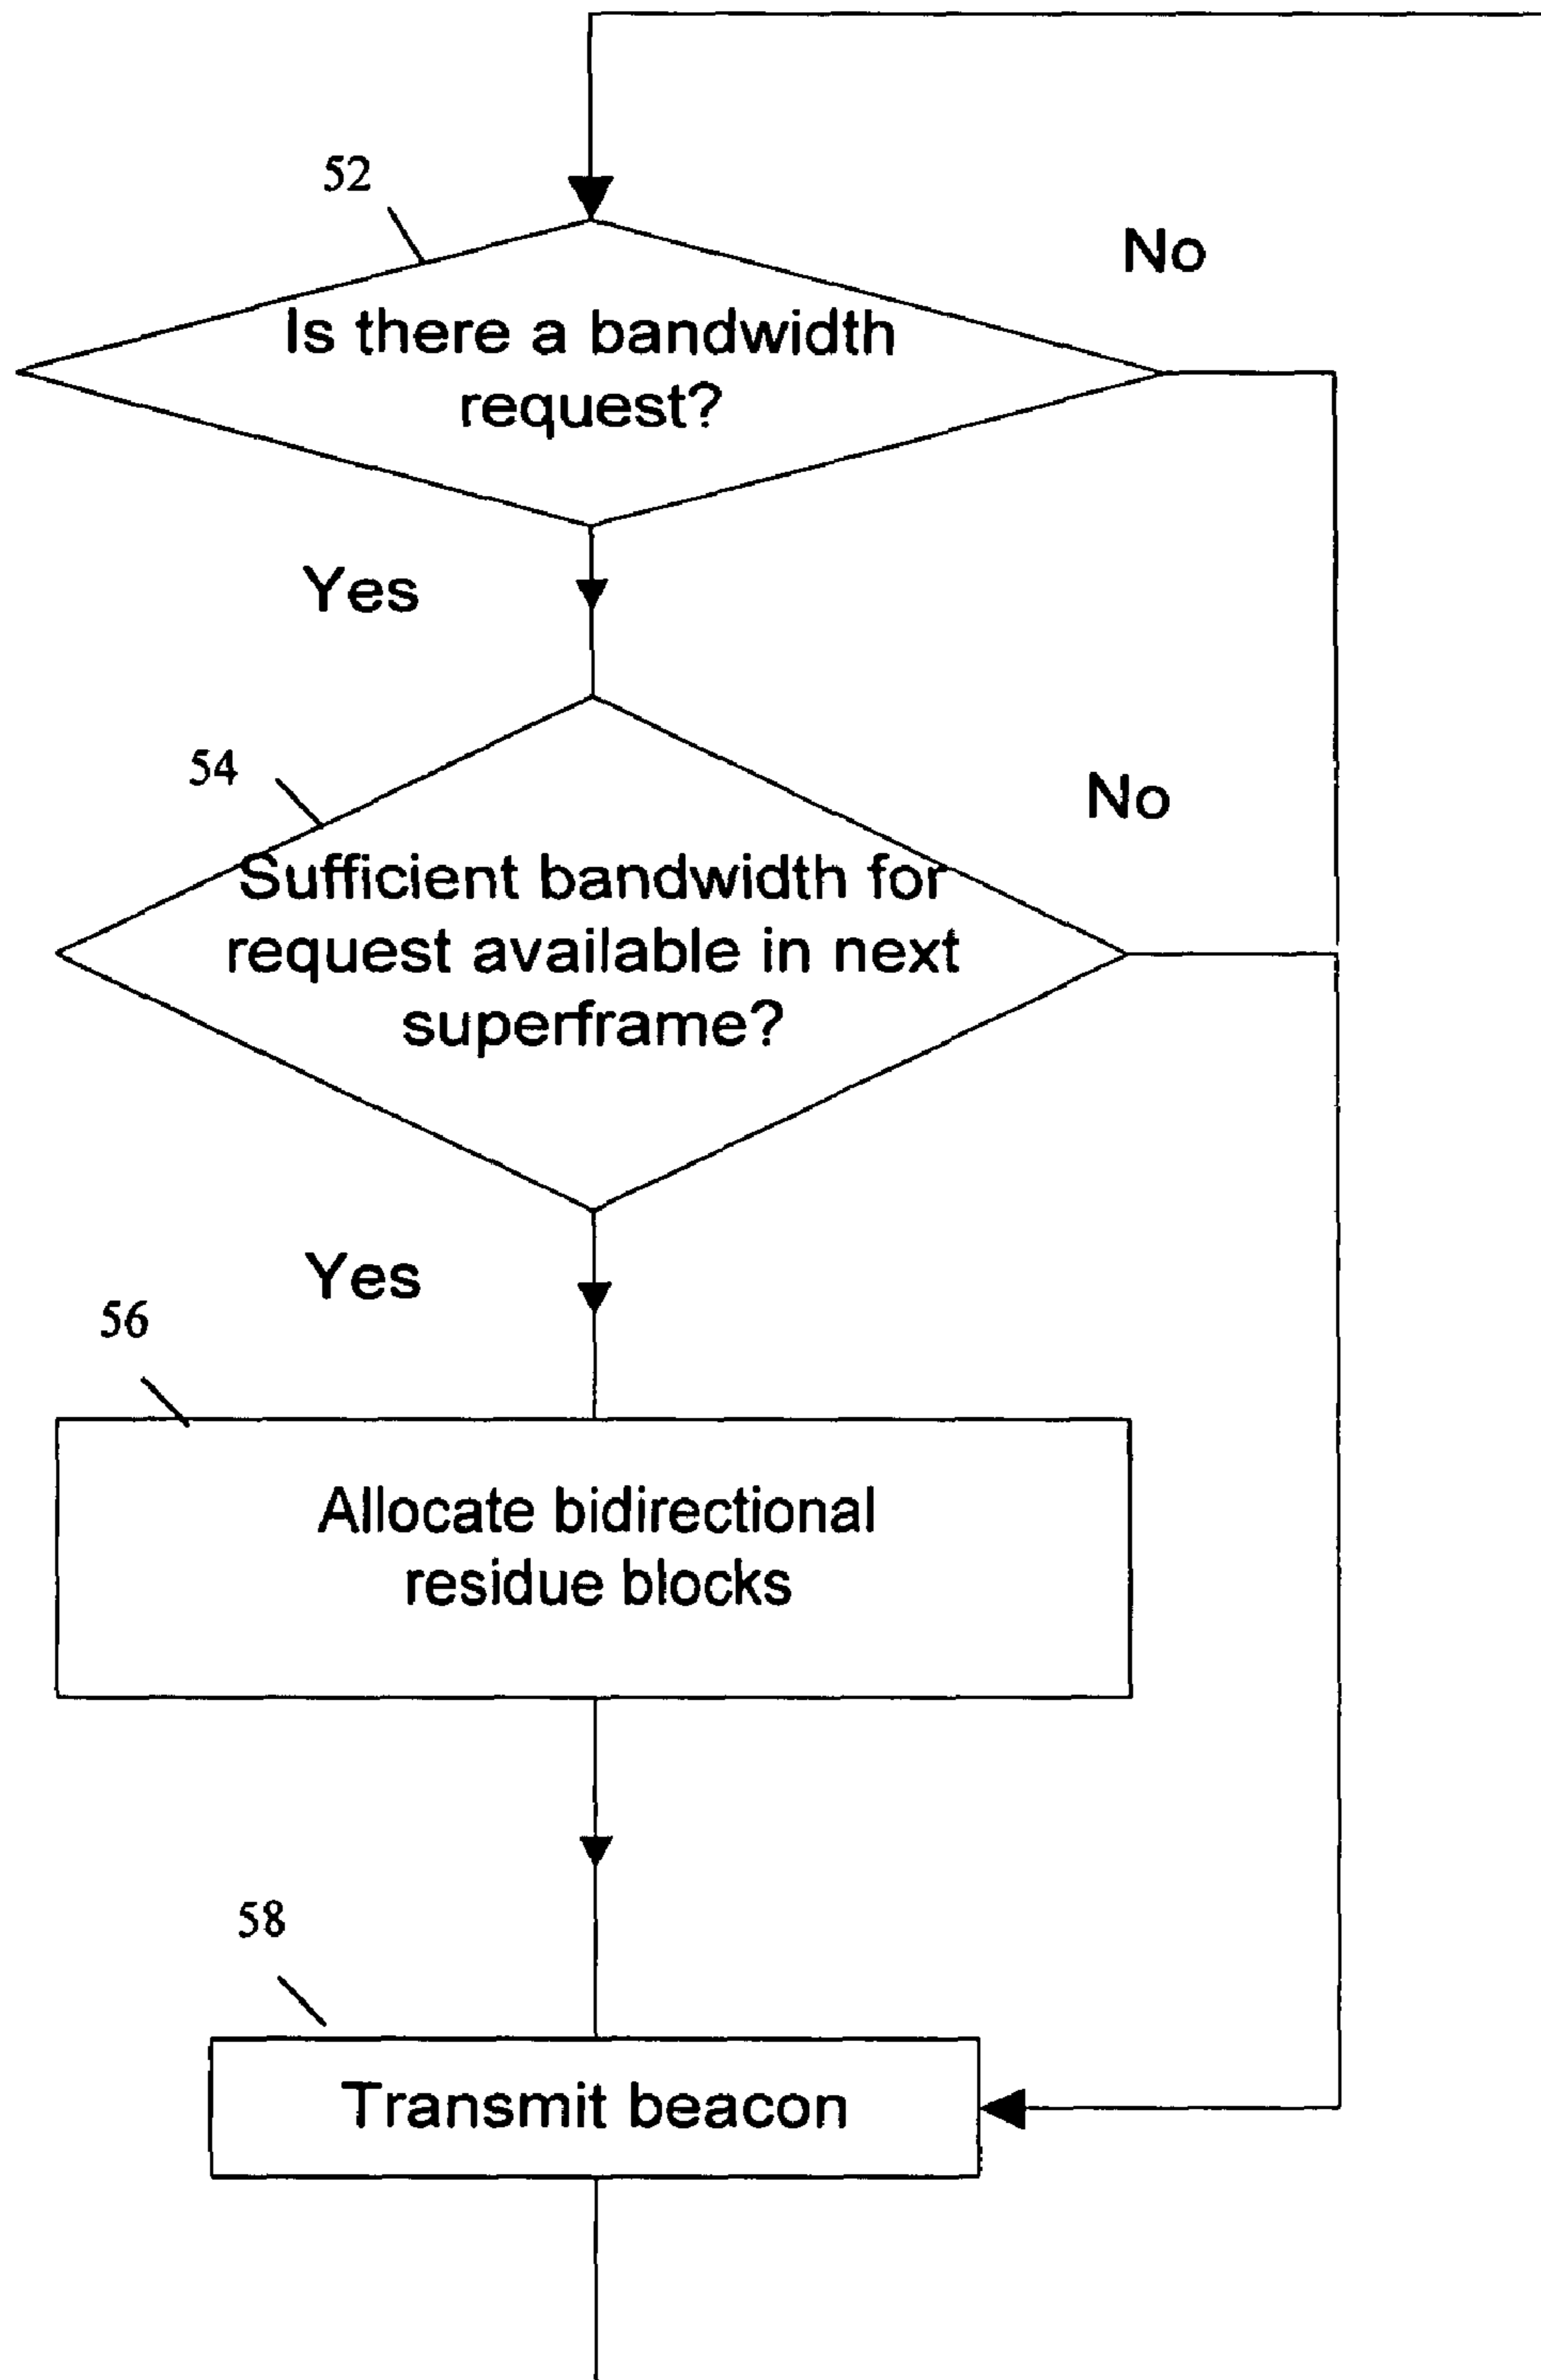 52
No
Is there a bandwidth
request?
Yes
54
No
Sufficient bandwidth for
request available in next
superframe?
Yes
56
Allocate bidirectional
residue blocks
58
Transmit beacon